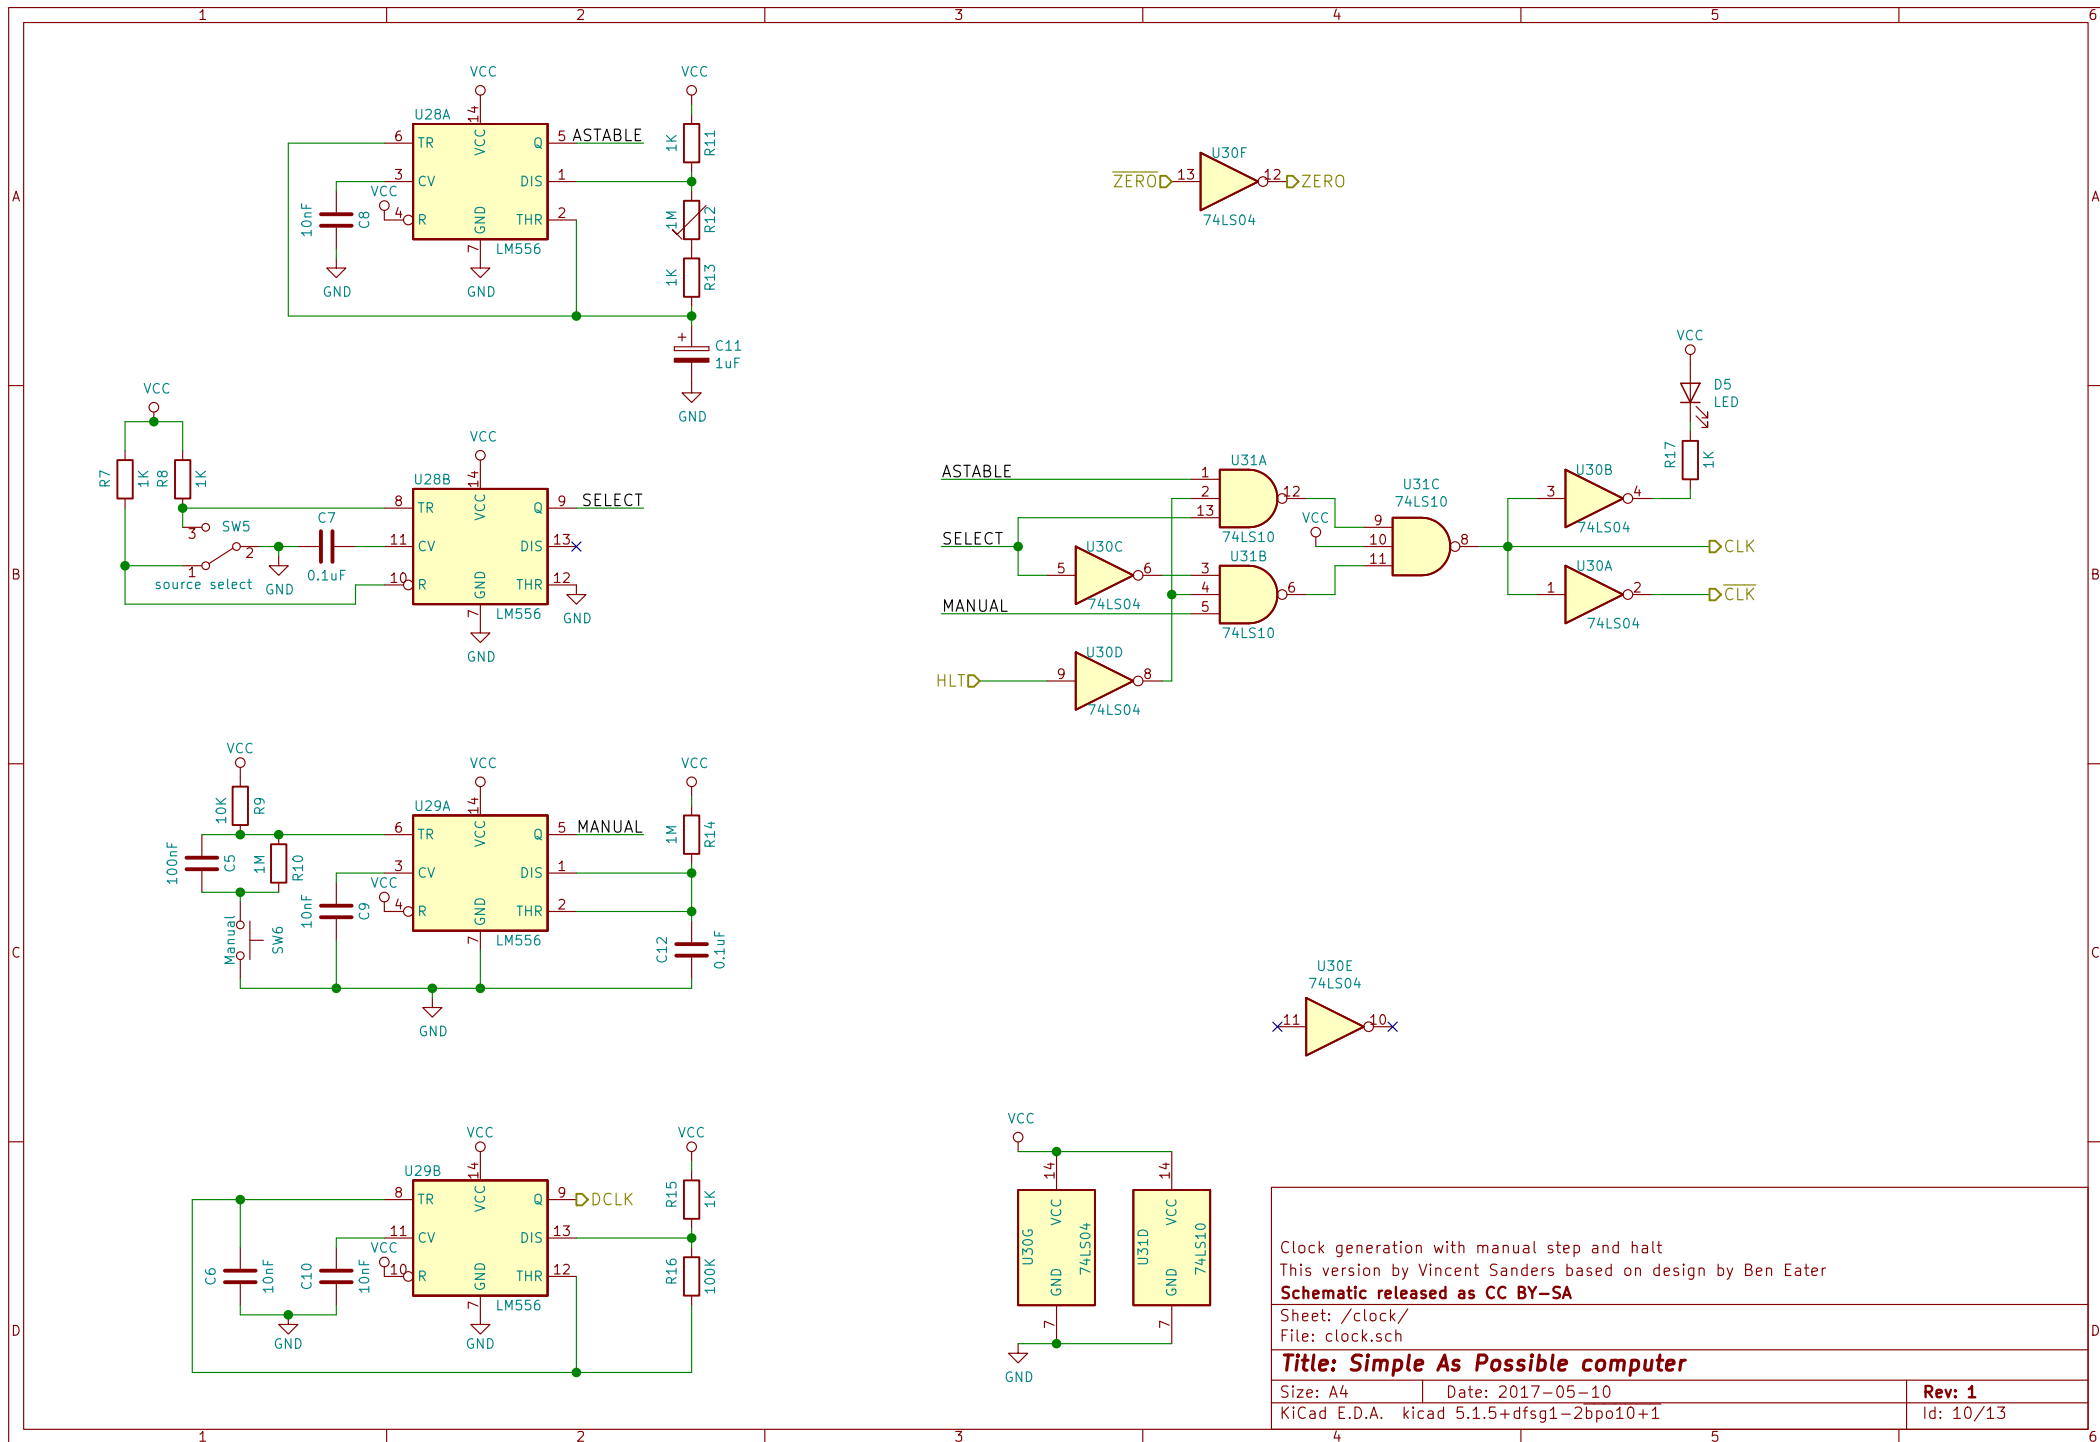 1 2 3 4 5 6
A
B
C
D
A
B
C
D
1 2 3 4 5 6
VCC
U28A
14
VCC
6 TR
Q 5 ASTABLE
3 CV
DIS 1
VCC
4 R
THR 2
GND
7
LM556
GND
10nF
C8
GND
VCC
1K
R11
1M
R12
1K
R13
+
C11
1uF
GND
VCC
R7
1K
R8
1K
3
SW5
2
1
source select
C7
0.1uF
GND
VCC
U28B
14
VCC
8 TR
Q 9 SELECT
11 CV
DIS 13
10 R
THR 12
GND
7
LM556
GND
GND
VCC
10K
R9
100nF
C5
1M
R10
Manual
SW6
10nF
C9
VCC
U29A
14
VCC
6 TR
Q 5 MANUAL
3 CV
DIS 1
VCC
4 R
THR 2
GND
7
LM556
GND
VCC
1M
R14
C12
0.1uF
VCC
U29B
14
VCC
8 TR
Q 9 DCLK
11 CV
DIS 13
VCC
10 R
THR 12
GND
7
LM556
GND
C6
10nF
C10
10nF
GND
VCC
R15
1K
R16
100K
U30F
ZERO 13 12 ZERO
74LS04
ASTABLE
SELECT
MANUAL
HLT
U30C
5 6
74LS04
U30D
9 8
74LS04
U31A
1
2
13
12
74LS10
U31B
3
4
5
6
74LS10
VCC
U31C
74LS10
9
10
11
8
U30B
3 4
74LS04
U30A
1 2
74LS04
VCC
D5
LED
R17
1K
CLK
CLK
U30E
74LS04
11 10
VCC
14
VCC
U30G
74LS04
GND
7
14
VCC
U31D
74LS10
GND
7
GND
Clock generation with manual step and halt
This version by Vincent Sanders based on design by Ben Eater
Schematic released as CC BY-SA
Sheet: /clock/
File: clock.sch
Title: Simple As Possible computer
Size: A4 Date: 2017-05-10 Rev: 1
KiCad E.D.A. kicad 5.1.5+dfsg1-2bpo10+1 Id: 10/13